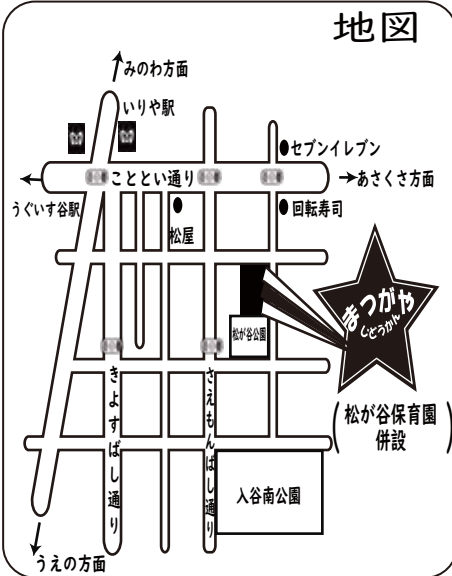 地図
みのわ方面
いりや駅
セブンイレブン
こととい通り
あさくさ方面
うぐいす谷駅
回転寿司
松屋
まつがや
じどうかん
松が谷公園
松が谷保育園
併設
きよすばし通り
さえもんばし通り
入谷南公園
うえの方面